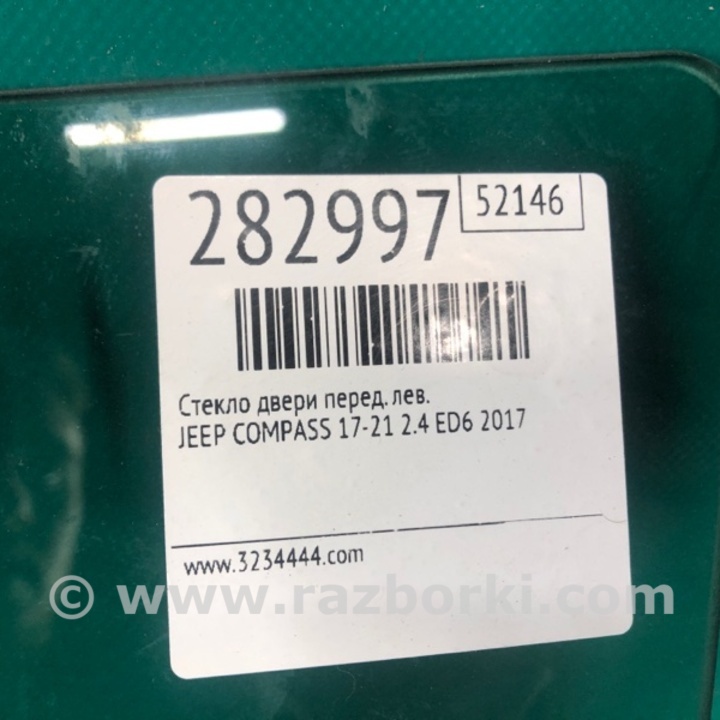 282997
52146
Стекло двери перед. лев.
JEEP COMPASS 17-21 2.4 ED6 2017
www.3234444.com
© www.razborki.com